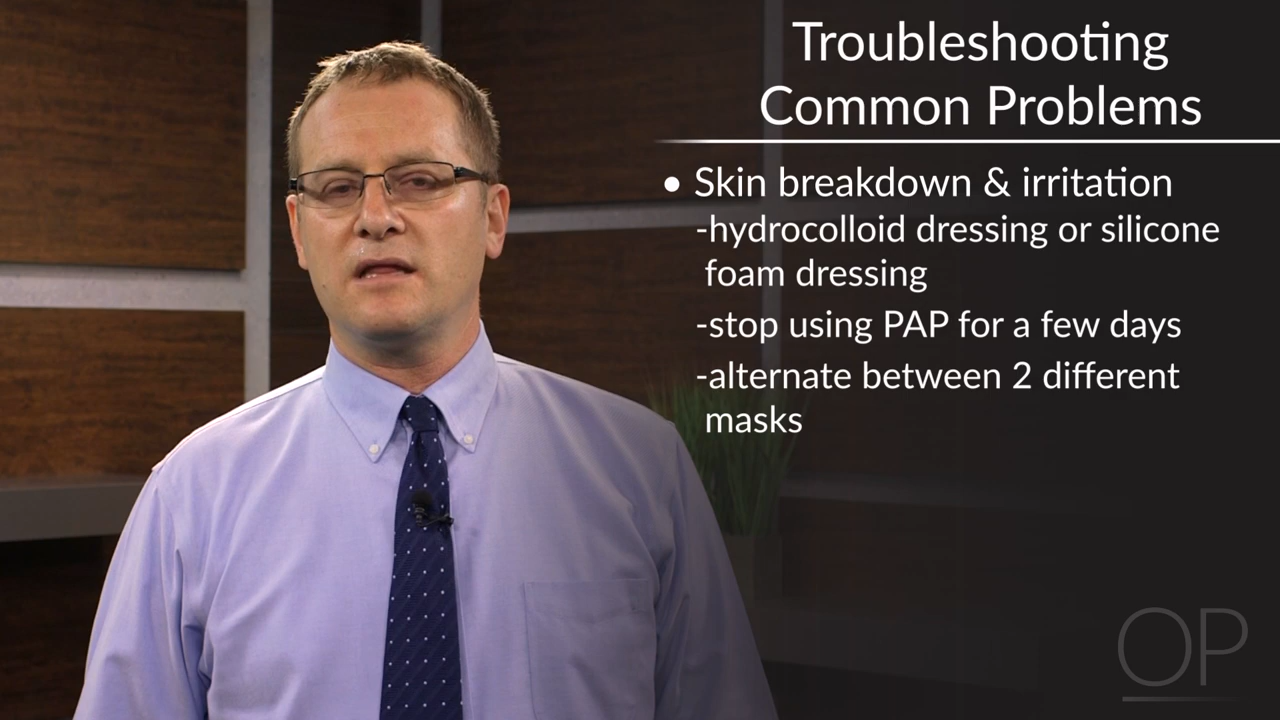 Troubleshooting
Common Problems
• Skin breakdown & irritation
-hydrocolloid dressing or silicone
foam dressing
-stop using PAP for a few days
-alternate between 2 different
masks
OP